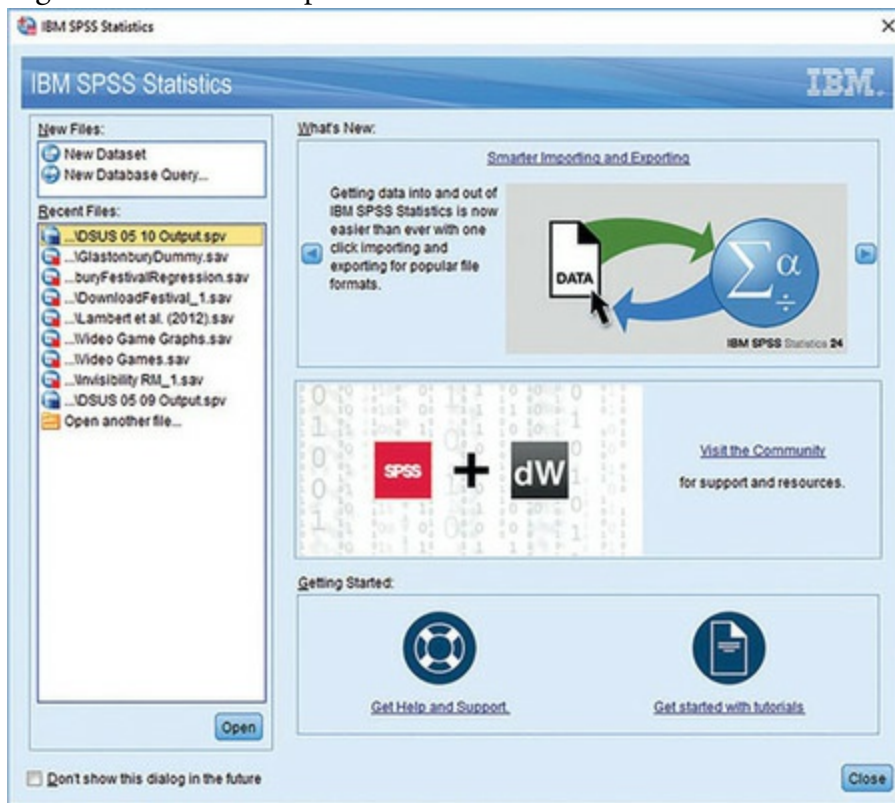 IBM SPSS Statistics
IBM SPSS Statistics
IBM.
New Files:
New Dataset
New Database Query...
Recent Files:
...\DSUS 05 10 Output.spv
...\GlastonburyDummy.sav
...buryFestivalRegression.sav
...\DownloadFestival_1.sav
...\Lambert et al. (2012).sav
...\Video Game Graphs.sav
...\Video Games.sav
...\Invisibility RM_1.sav
...\DSUS 05 09 Output.spv
Open another file...
Open
Don't show this dialog in the future
What's New:
Smarter Importing and Exporting
Getting data into and out of
IBM SPSS Statistics is now
easier than ever with one
click importing and
exporting for popular file
formats.
DATA
Σα
÷
IBM SPSS Statistics 24
SPSS + dW
Visit the Community
for support and resources.
Getting Started:
Get Help and Support.
Get started with tutorials
Close